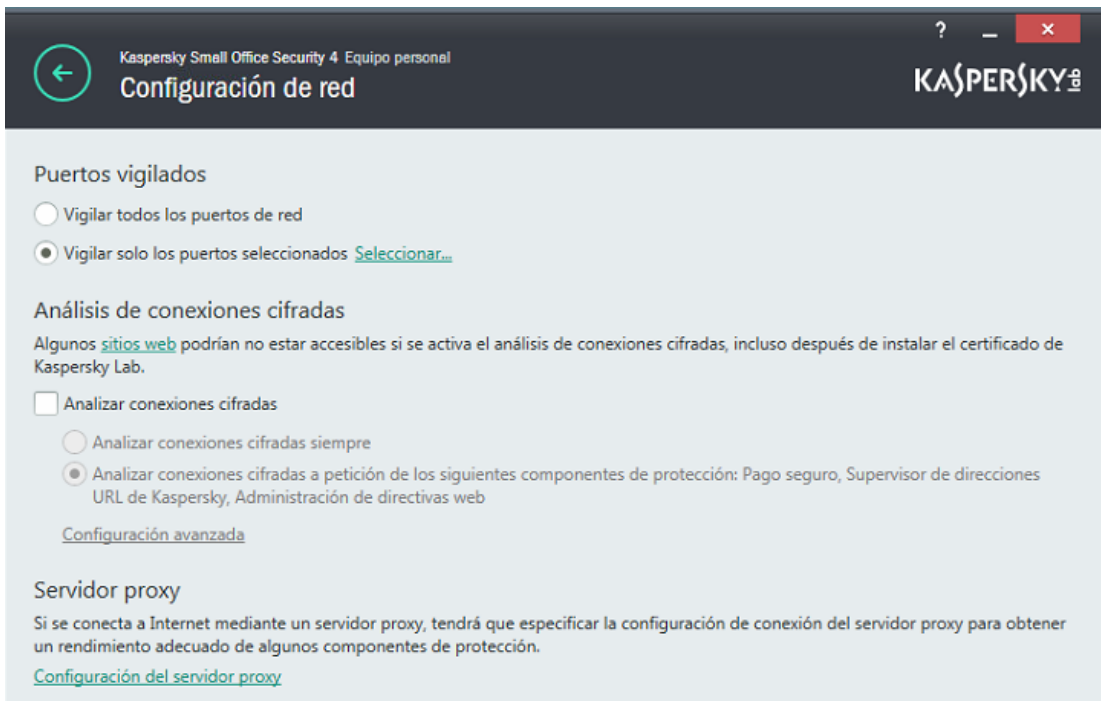 ?
Kaspersky Small Office Security 4 Equipo personal
Configuración de red
KASPERSKY lab
Puertos vigilados
Vigilar todos los puertos de red
Vigilar solo los puertos seleccionados Seleccionar...
Análisis de conexiones cifradas
Algunos sitios web podrían no estar accesibles si se activa el análisis de conexiones cifradas, incluso después de instalar el certificado de
Kaspersky Lab.
Analizar conexiones cifradas
Analizar conexiones cifradas siempre
Analizar conexiones cifradas a petición de los siguientes componentes de protección: Pago seguro, Supervisor de direcciones
URL de Kaspersky, Administración de directivas web
Configuración avanzada
Servidor proxy
Si se conecta a Internet mediante un servidor proxy, tendrá que especificar la configuración de conexión del servidor proxy para obtener
un rendimiento adecuado de algunos componentes de protección.
Configuración del servidor proxy